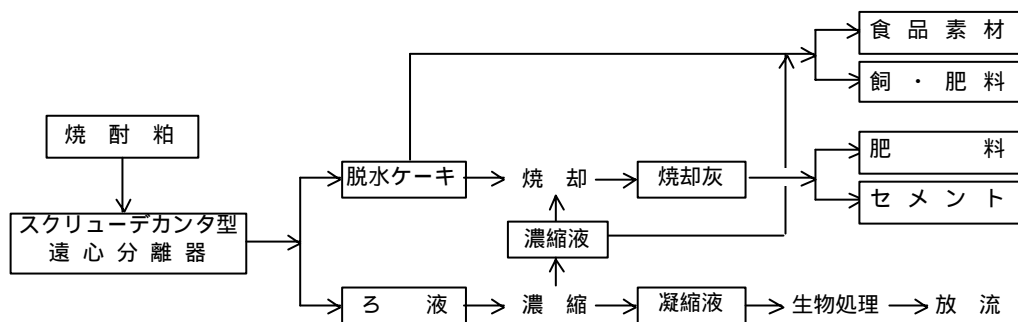 食品素材
飼・肥料
焼酎粕
肥料
脱水ケーキ
焼却
焼却灰
セメント
スクリューデカンタ型
遠心分離器
濃縮液
ろ液
濃縮
凝縮液
生物処理
放流